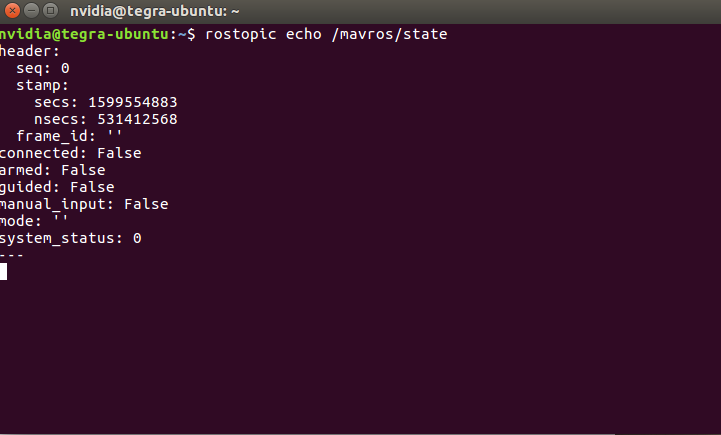 nvidia@tegra-ubuntu: ~
nvidia@tegra-ubuntu:~$ rostopic echo /mavros/state
header:
  seq: 0
  stamp:
    secs: 1599554883
    nsecs: 531412568
  frame_id: ''
connected: False
armed: False
guided: False
manual_input: False
mode: ''
system_status: 0
---